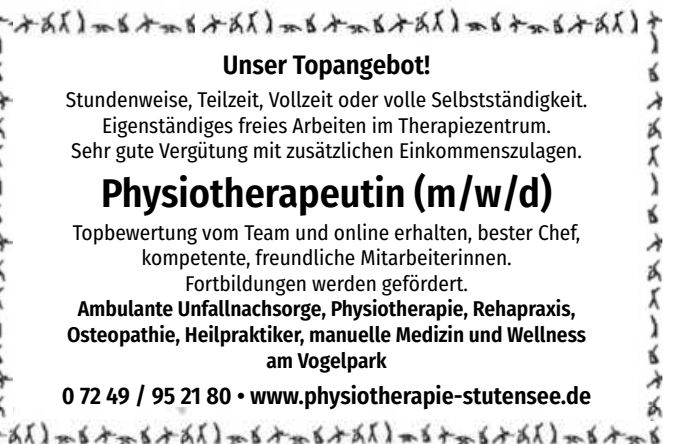 Unser Topangebot!
Stundenweise, Teilzeit, Vollzeit oder volle Selbstständigkeit.
Eigenständiges freies Arbeiten im Therapiezentrum.
Sehr gute Vergütung mit zusätzlichen Einkommenszulagen.
Physiotherapeutin (m/w/d)
Topbewertung vom Team und online erhalten, bester Chef,
kompetente, freundliche Mitarbeiterinnen.
Fortbildungen werden gefördert.
Ambulante Unfallnachsorge, Physiotherapie, Rehapraxis,
Osteopathie, Heilpraktiker, manuelle Medizin und Wellness
am Vogelpark
0 72 49 / 95 21 80 • www.physiotherapie-stutensee.de